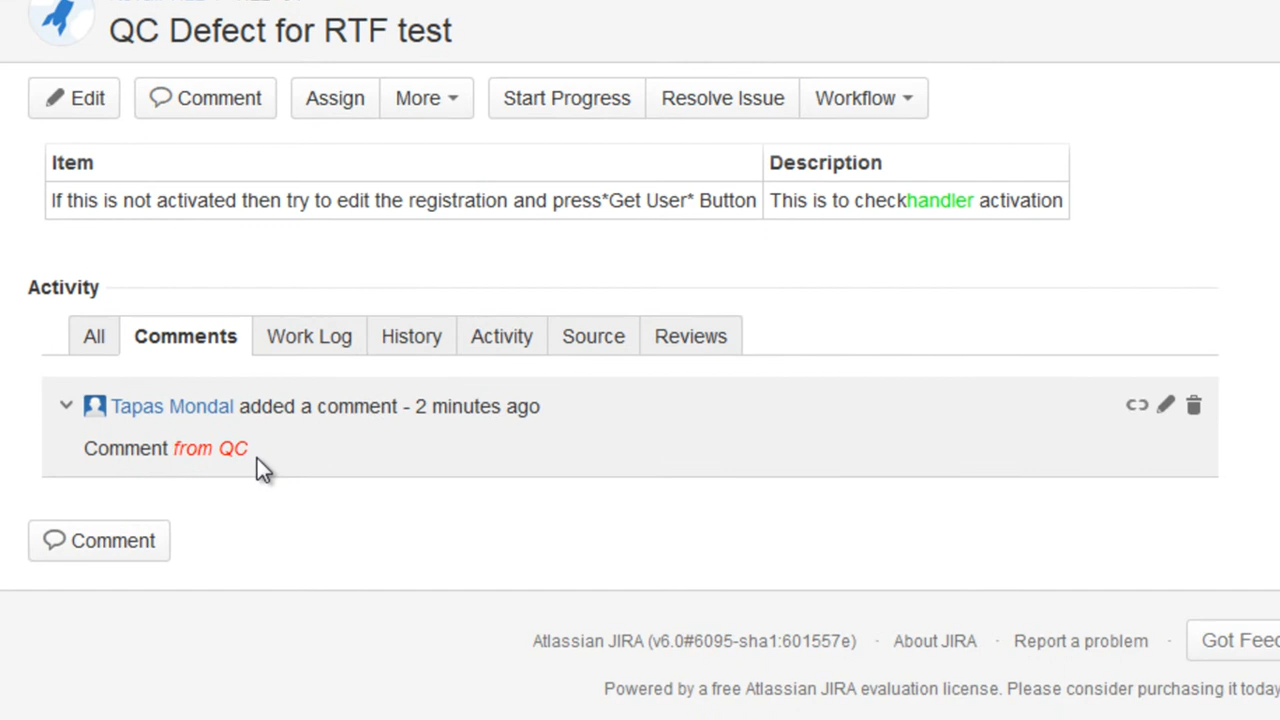 QC Defect for RTF test
Edit Comment Assign More Start Progress Resolve Issue Workflow
Item Description
If this is not activated then try to edit the registration and press*Get User* Button This is to checkhandler activation
Activity
All Comments Work Log History Activity Source Reviews
Tapas Mondal added a comment - 2 minutes ago
Comment from QC
Comment
Atlassian JIRA (v6.0#6095-sha1:601557e) · About JIRA · Report a problem · Got Feed
Powered by a free Atlassian JIRA evaluation license. Please consider purchasing it today